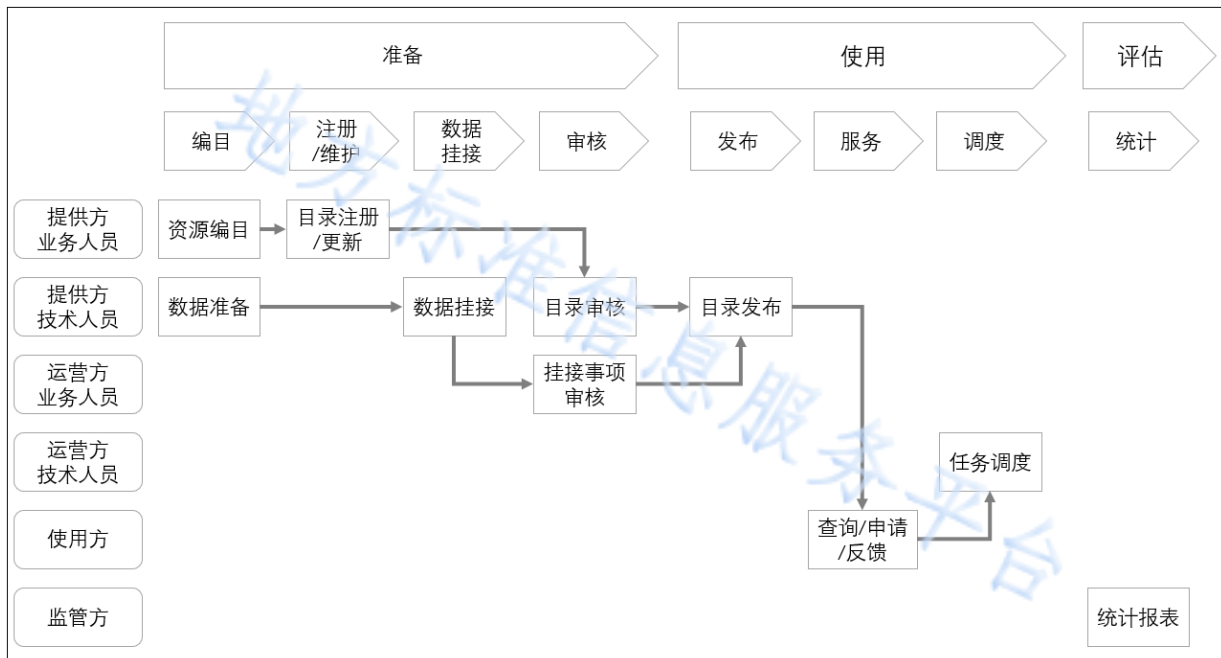 准备
使用
评估
编目
注册
/维护
数据
挂接
审核
发布
服务
调度
统计
提供方
业务人员
资源编目
目录注册
/更新
提供方
技术人员
数据准备
数据挂接
目录审核
目录发布
运营方
业务人员
挂接事项
审核
运营方
技术人员
任务调度
使用方
查询/申请
/反馈
监管方
统计报表
地方标准信息服务平台